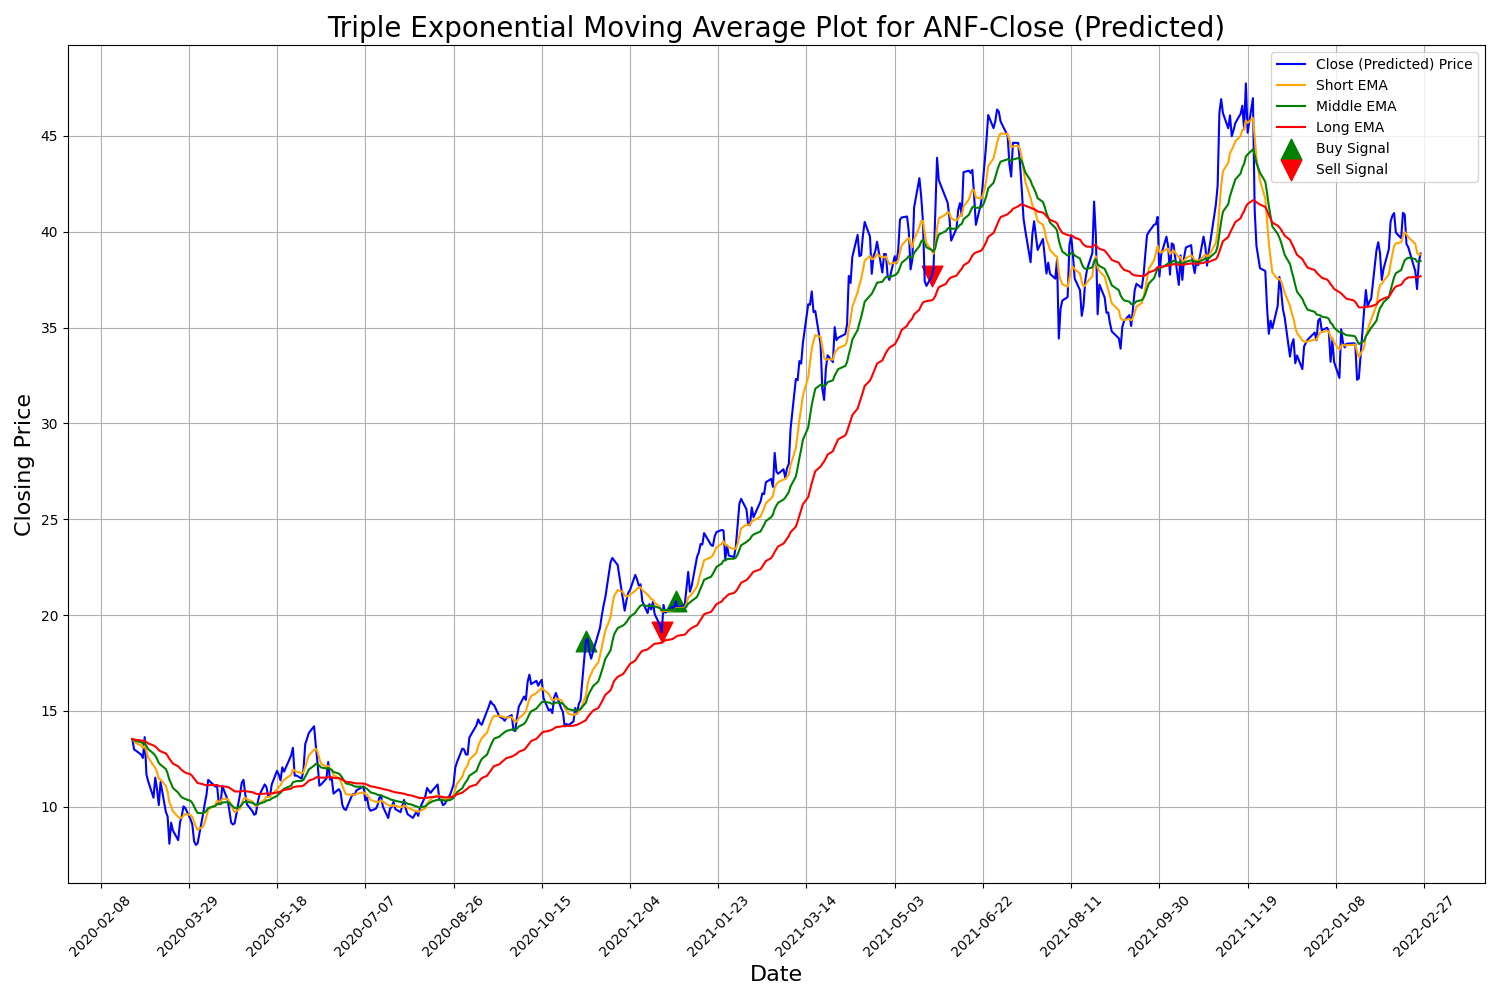 Triple Exponential Moving Average Plot for ANF-Close (Predicted)
Close (Predicted) Price
Short EMA
Middle EMA
Long EMA
Buy Signal
Sell Signal
45
40
35
30
25
20
15
10
Closing Price
2020-02-08
2020-03-29
2020-05-18
2020-07-07
2020-08-26
2020-10-15
2020-12-04
2021-01-23
2021-03-14
2021-05-03
2021-06-22
2021-08-11
2021-09-30
2021-11-19
2022-01-08
2022-02-27
Date